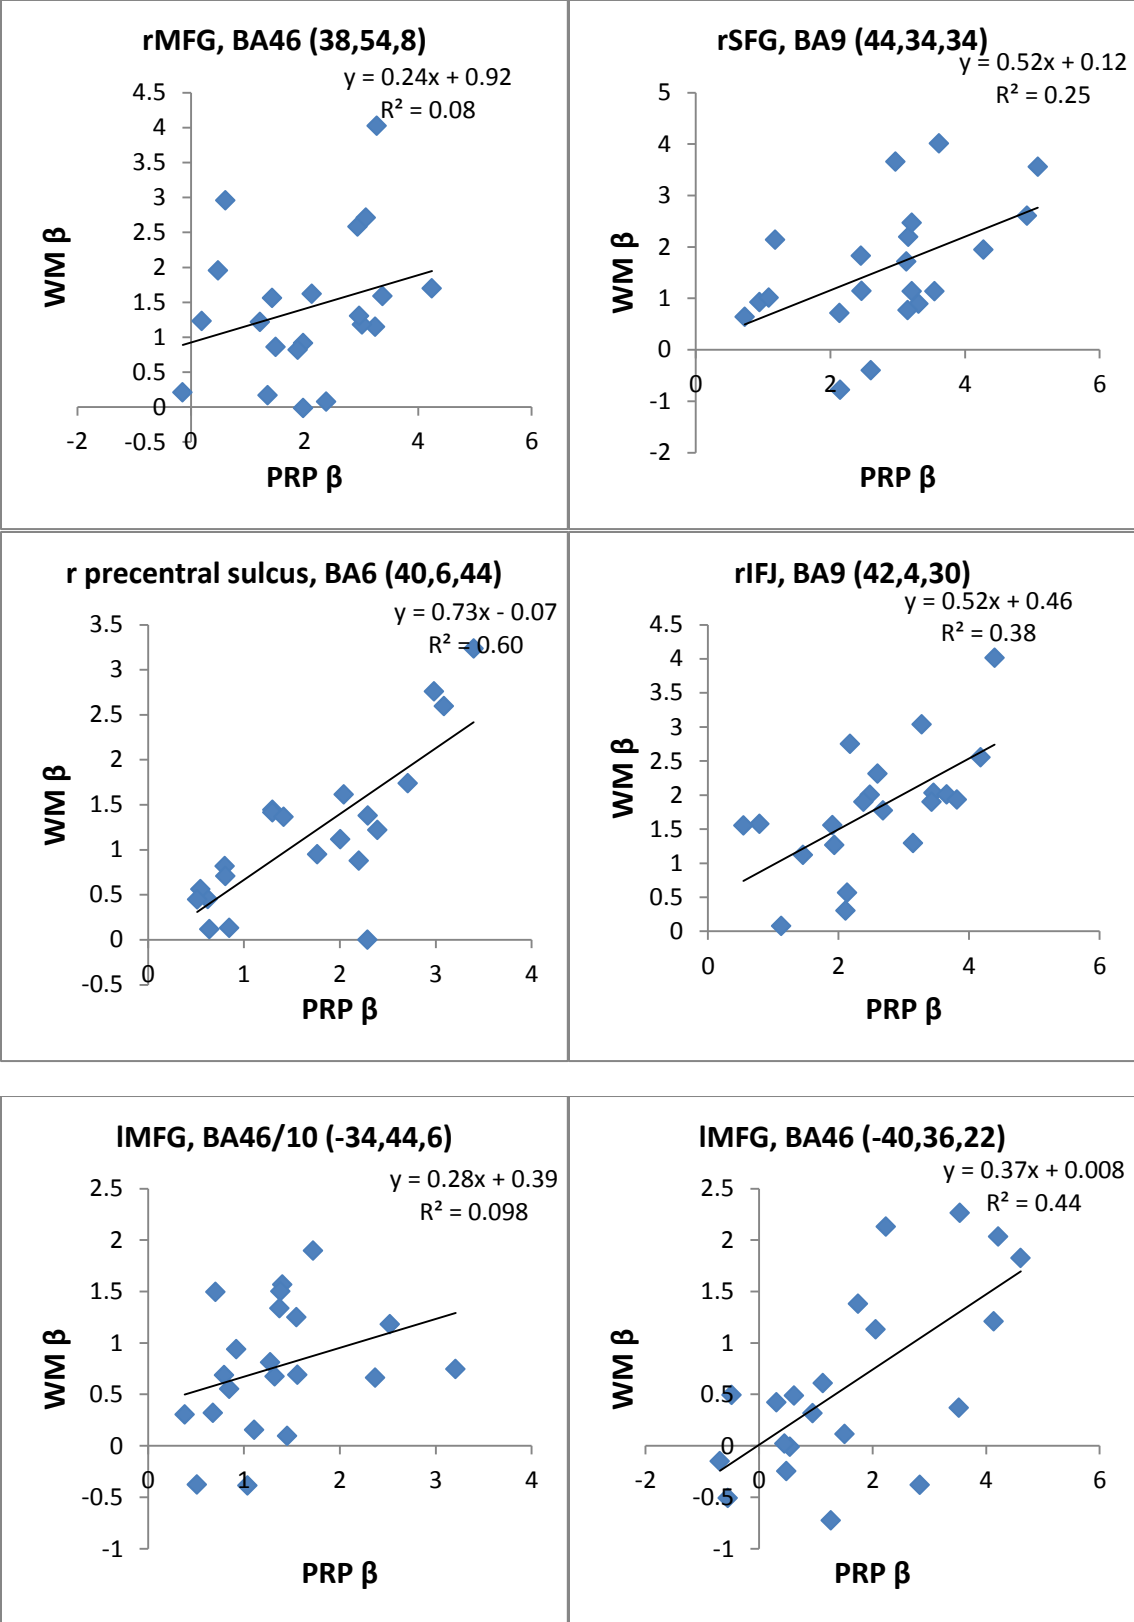 rMFG, BA46 (38,54,8)
y = 0.24x + 0.92
R² = 0.08
4.5
4
3.5
3
2.5
2
1.5
1
0.5
0
-0.5
-2 0 2 4 6
WM β
PRP β
rSFG, BA9 (44,34,34)
y = 0.52x + 0.12
R² = 0.25
5
4
3
2
1
0
-1
-2
0 2 4 6
WM β
PRP β
r precentral sulcus, BA6 (40,6,44)
y = 0.73x - 0.07
R² = 0.60
3.5
3
2.5
2
1.5
1
0.5
0
-0.5
0 1 2 3 4
WM β
PRP β
rIFJ, BA9 (42,4,30)
y = 0.52x + 0.46
R² = 0.38
4.5
4
3.5
3
2.5
2
1.5
1
0.5
0
0 2 4 6
WM β
PRP β
lMFG, BA46/10 (-34,44,6)
y = 0.28x + 0.39
R² = 0.098
2.5
2
1.5
1
0.5
0
-0.5
-1
0 1 2 3 4
WM β
PRP β
lMFG, BA46 (-40,36,22)
y = 0.37x + 0.008
R² = 0.44
2.5
2
1.5
1
0.5
0
-0.5
-1
-2 0 2 4 6
WM β
PRP β